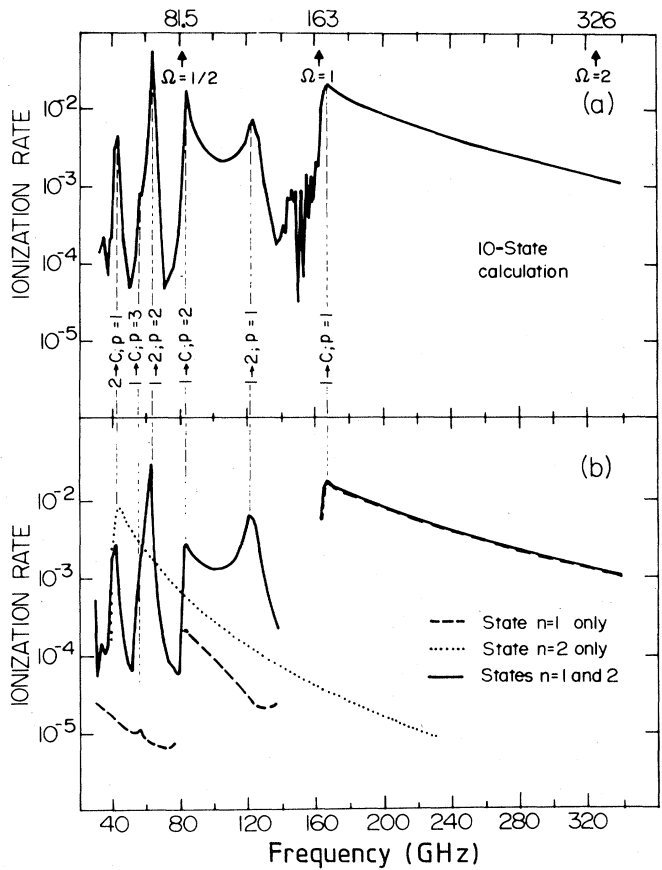 81.5 163 326
Ω = 1/2 Ω = 1 Ω = 2
(a)
IONIZATION RATE
10-2
10-3
10-4
10-5
10-State
calculation
2→C; p = 1
1→C; p = 3
1→2; p = 2
1→C; p = 2
1→2; p = 1
1→C; p = 1
(b)
IONIZATION RATE
10-2
10-3
10-4
10-5
State n=1 only
State n=2 only
States n=1 and 2
40 80 120 160 200 240 280 320
Frequency (GHz)